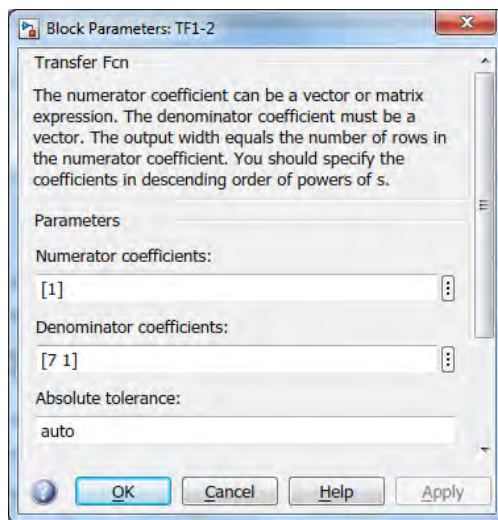 Block Parameters: TF1-2
Transfer Fcn
The numerator coefficient can be a vector or matrix
expression. The denominator coefficient must be a
vector. The output width equals the number of rows in
the numerator coefficient. You should specify the
coefficients in descending order of powers of s.
Parameters
Numerator coefficients:
[1]
Denominator coefficients:
[7 1]
Absolute tolerance:
auto
OK Cancel Help Apply